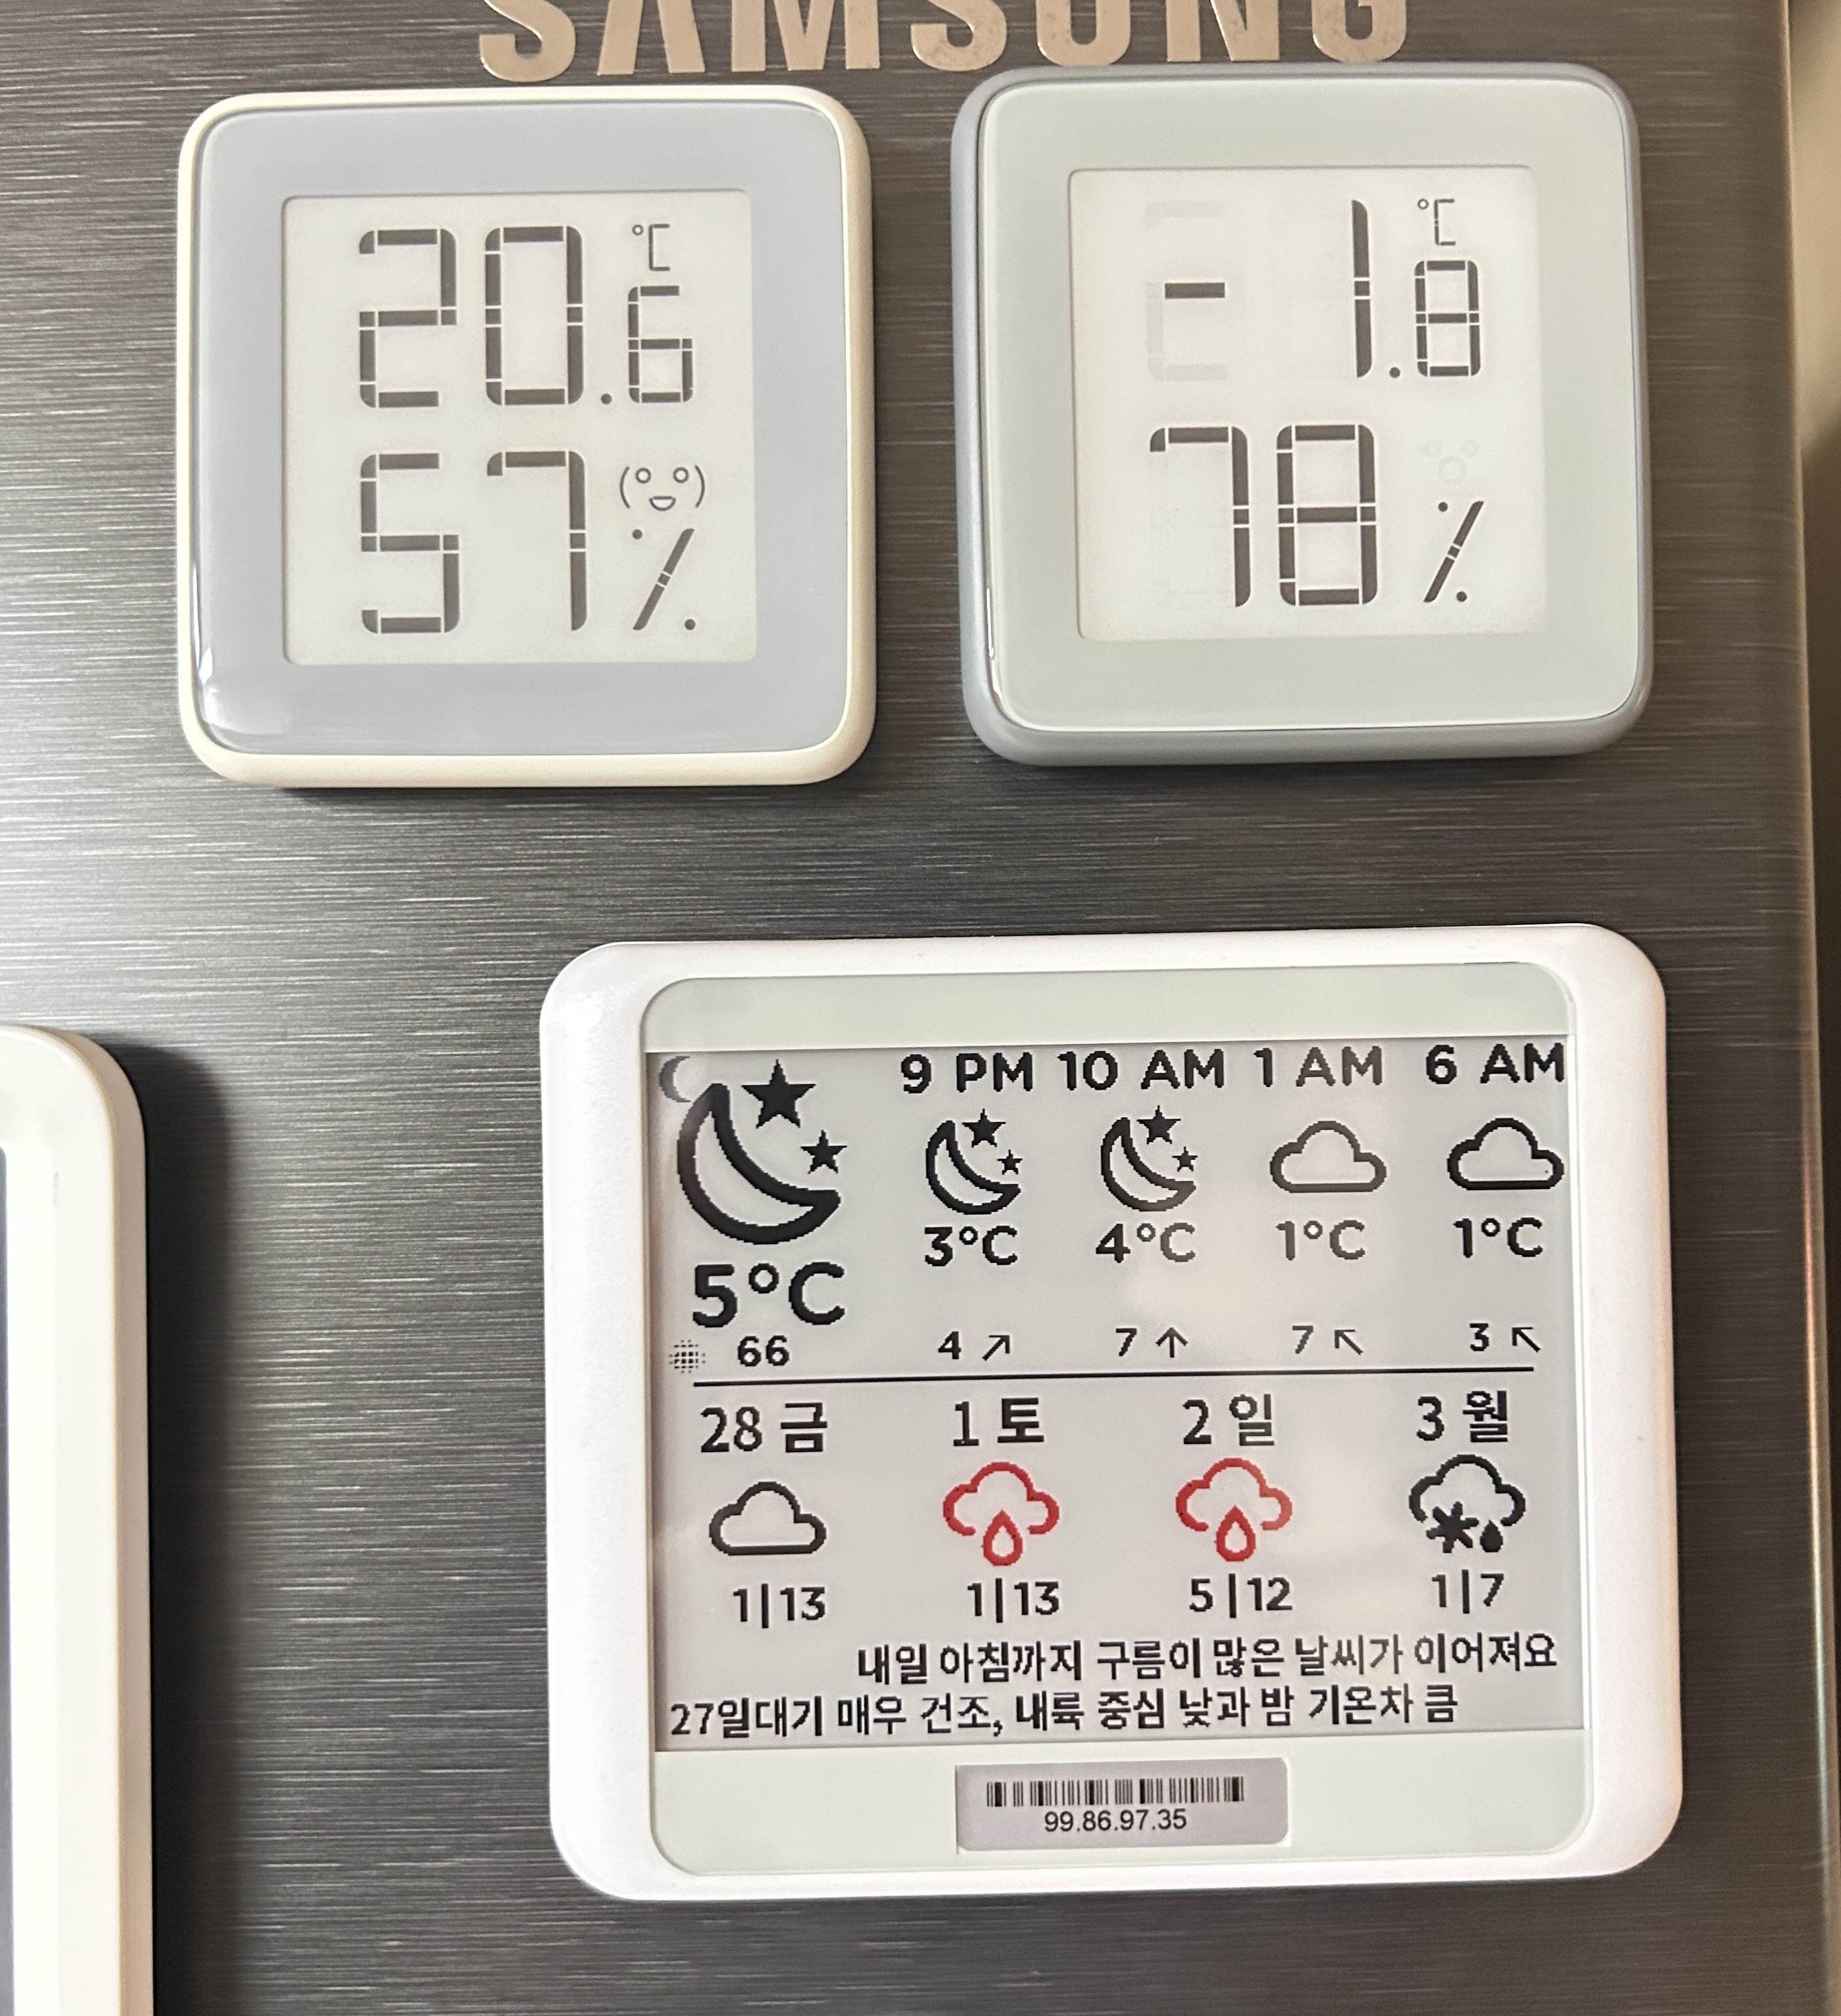 SAMSUNG
20.6 ℃
57 %
-1.8 ℃
78 %
9 PM 10 AM 1 AM 6 AM
3°C 4°C 1°C 1°C
5°C
66 4 ↗ 7 ↑ 7 ↖ 3 ↖
28 금 1 토 2 일 3 월
1|13 1|13 5|12 1|7
내일 아침까지 구름이 많은 날씨가 이어져요
27일대기 매우 건조, 내륙 중심 낮과 밤 기온차 큼
99.86.97.35